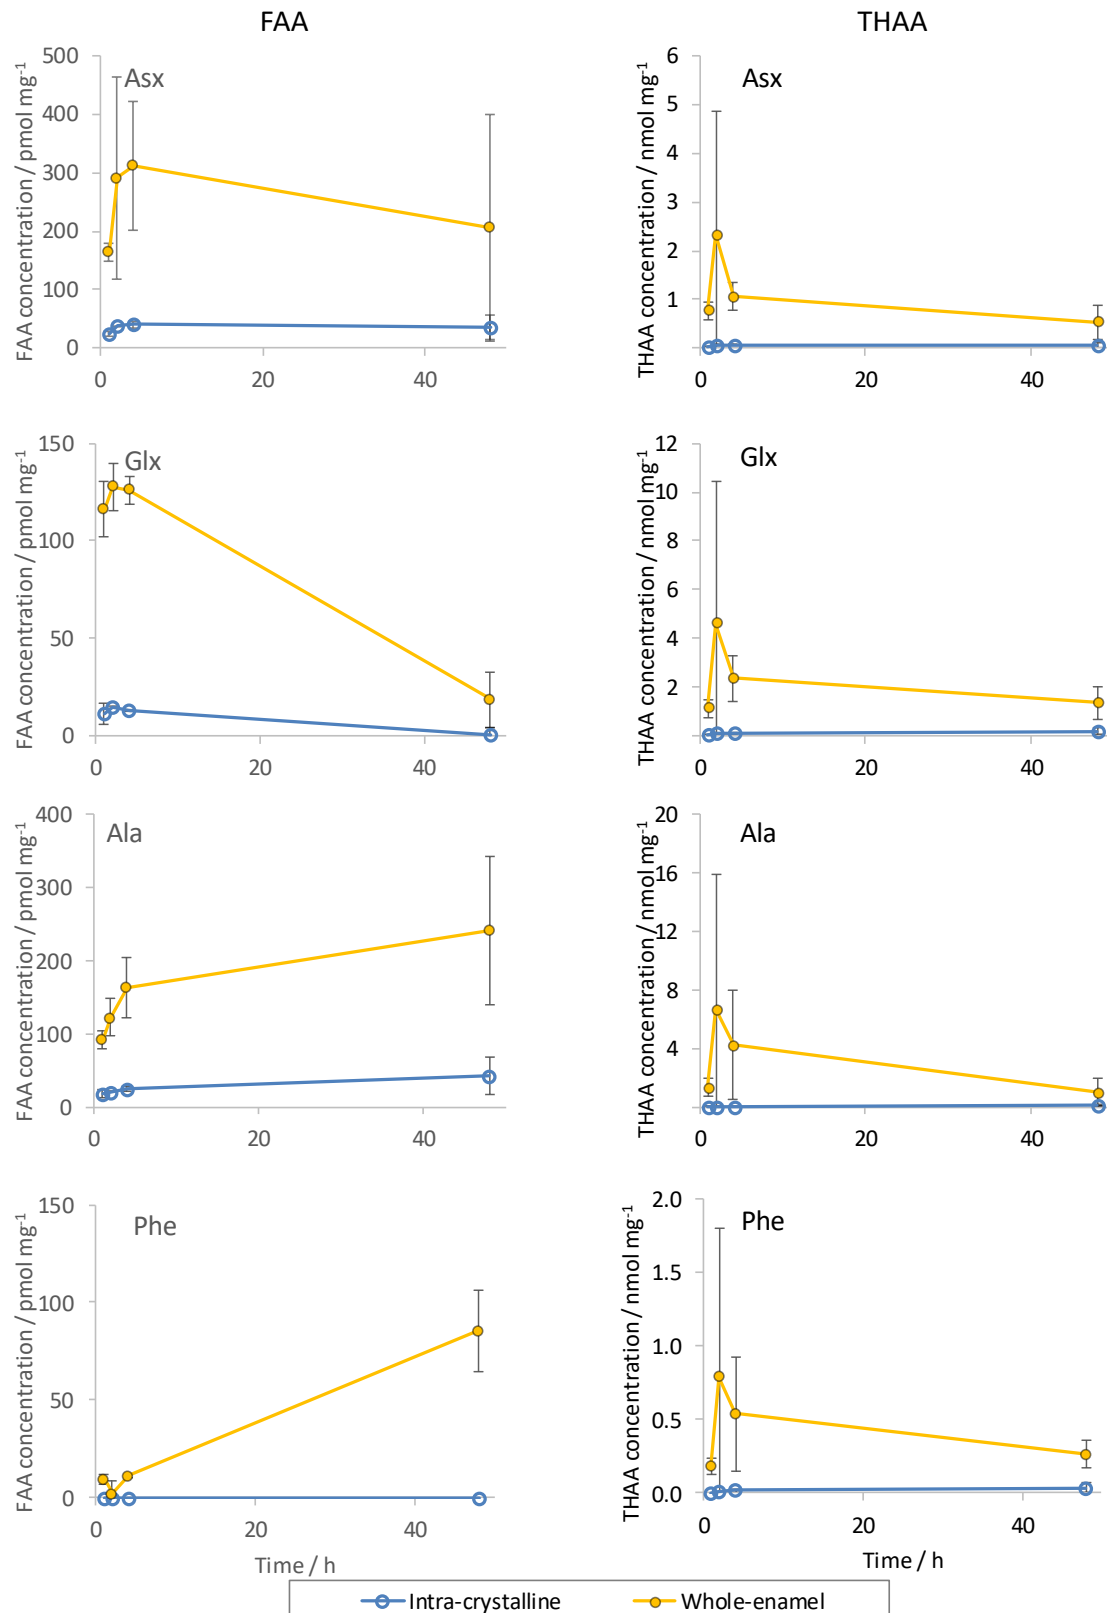 FAA
THAA
FAA concentration / pmol mg⁻¹
500
400
300
200
100
0
Asx
0
20
40
THAA concentration / nmol mg⁻¹
6
5
4
3
2
1
Asx
0
20
40
FAA concentration / pmol mg⁻¹
150
100
50
0
Glx
0
20
40
THAA concentration / nmol mg⁻¹
12
10
8
6
4
2
Glx
0
20
40
FAA concentration / pmol mg⁻¹
400
300
200
100
0
Ala
0
20
40
THAA concentration / nmol mg⁻¹
20
16
12
8
4
Ala
0
20
40
FAA concentration / pmol mg⁻¹
150
100
50
0
Phe
0
20
40
Time / h
THAA concentration / nmol mg⁻¹
2.0
1.5
1.0
0.5
0.0
Phe
0
20
40
Time / h
Intra-crystalline
Whole-enamel